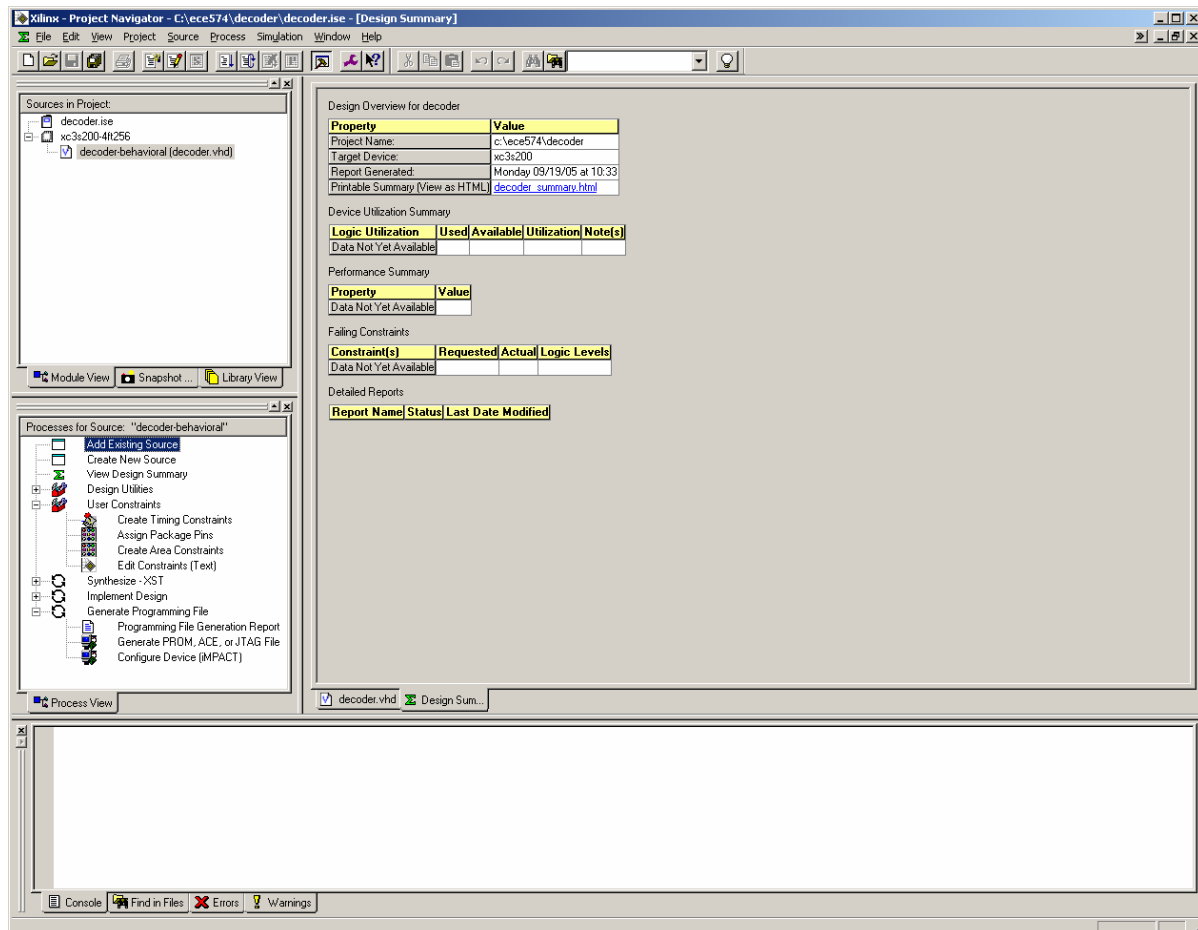 Xilinx - Project Navigator - C:\ece574\decoder\decoder.ise - [Design Summary]
File Edit View Project Source Process Simulation Window Help
Sources in Project:
decoder.ise
xc3s200-4ft256
decoder-behavioral (decoder.vhd)
Module View Snapshot ... Library View
Processes for Source: "decoder-behavioral"
Add Existing Source
Create New Source
View Design Summary
Design Utilities
User Constraints
Create Timing Constraints
Assign Package Pins
Create Area Constraints
Edit Constraints (Text)
Synthesize - XST
Implement Design
Generate Programming File
Programming File Generation Report
Generate PROM, ACE, or JTAG File
Configure Device (iMPACT)
Process View
Design Overview for decoder
Property Value
Project Name: c:\ece574\decoder
Target Device: xc3s200
Report Generated: Monday 09/19/05 at 10:33
Printable Summary (View as HTML) decoder_summary.html
Device Utilization Summary
Logic Utilization Used Available Utilization Note(s)
Data Not Yet Available
Performance Summary
Property Value
Data Not Yet Available
Failing Constraints
Constraint(s) Requested Actual Logic Levels
Data Not Yet Available
Detailed Reports
Report Name Status Last Date Modified
decoder.vhd Design Sum...
Console Find in Files Errors Warnings